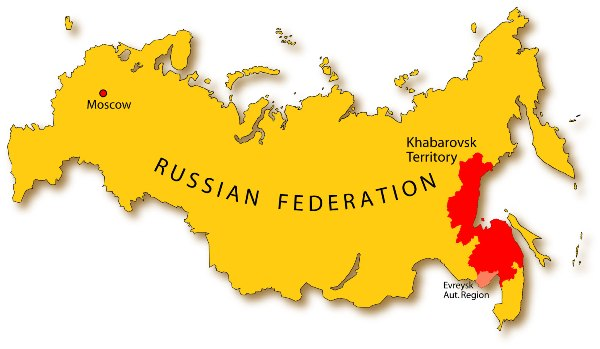 Moscow
Khabarovsk
Territory
RUSSIAN FEDERATION
Evreysk
Aut. Region